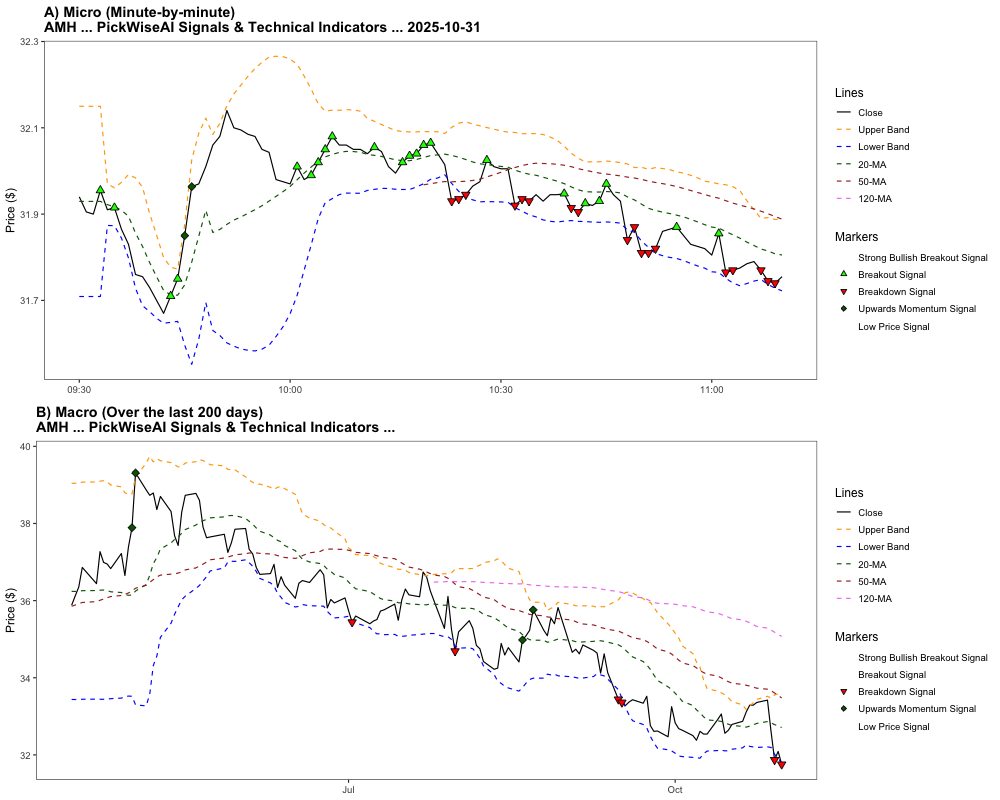 A) Micro (Minute-by-minute)
AMH ... PickWiseAI Signals & Technical Indicators ... 2025-10-31
32.3
32.1
31.9
31.7
Price ($)
09:30
10:00
10:30
11:00
Lines
Close
Upper Band
Lower Band
20-MA
50-MA
120-MA
Markers
Strong Bullish Breakout Signal
Breakout Signal
Breakdown Signal
Upwards Momentum Signal
Low Price Signal
B) Macro (Over the last 200 days)
AMH ... PickWiseAI Signals & Technical Indicators ...
40
38
36
34
32
Price ($)
Jul
Oct
Lines
Close
Upper Band
Lower Band
20-MA
50-MA
120-MA
Markers
Strong Bullish Breakout Signal
Breakout Signal
Breakdown Signal
Upwards Momentum Signal
Low Price Signal